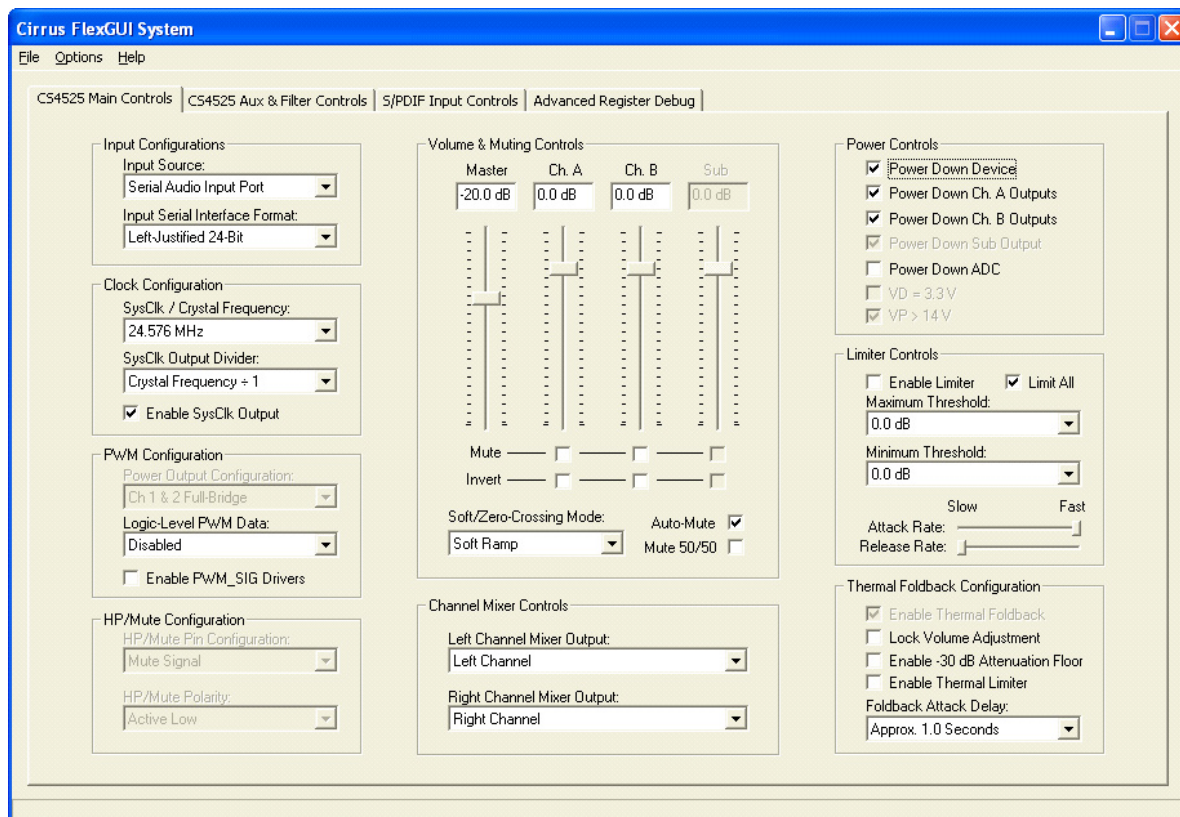 Cirrus FlexGUI System
File Options Help
CS4525 Main Controls CS4525 Aux & Filter Controls S/PDIF Input Controls Advanced Register Debug
Input Configurations
Input Source:
Serial Audio Input Port
Input Serial Interface Format:
Left-Justified 24-Bit
Clock Configuration
SysClk / Crystal Frequency:
24.576 MHz
SysClk Output Divider:
Crystal Frequency ÷ 1
Enable SysClk Output
PWM Configuration
Power Output Configuration:
Ch 1 & 2 Full-Bridge
Logic-Level PWM Data:
Disabled
Enable PWM_SIG Drivers
HP/Mute Configuration
HP/Mute Pin Configuration:
Mute Signal
HP/Mute Polarity:
Active Low
Volume & Muting Controls
Master Ch. A Ch. B Sub
-20.0 dB 0.0 dB 0.0 dB 0.0 dB
Mute
Invert
Soft/Zero-Crossing Mode:
Soft Ramp
Auto-Mute
Mute 50/50
Channel Mixer Controls
Left Channel Mixer Output:
Left Channel
Right Channel Mixer Output:
Right Channel
Power Controls
Power Down Device
Power Down Ch. A Outputs
Power Down Ch. B Outputs
Power Down Sub Output
Power Down ADC
VD = 3.3 V
VP > 14 V
Limiter Controls
Enable Limiter Limit All
Maximum Threshold:
0.0 dB
Minimum Threshold:
0.0 dB
Slow Fast
Attack Rate:
Release Rate:
Thermal Foldback Configuration
Enable Thermal Foldback
Lock Volume Adjustment
Enable -30 dB Attenuation Floor
Enable Thermal Limiter
Foldback Attack Delay:
Approx. 1.0 Seconds